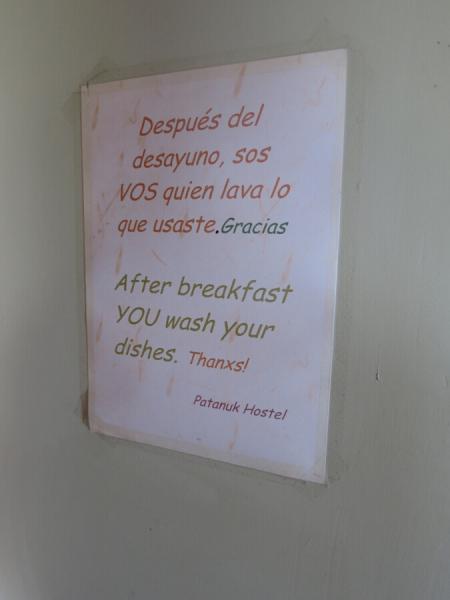 Después del
desayuno, sos
VOS quien lava lo
que usaste.Gracias
After breakfast
YOU wash your
dishes. Thanxs!
Patanuk Hostel